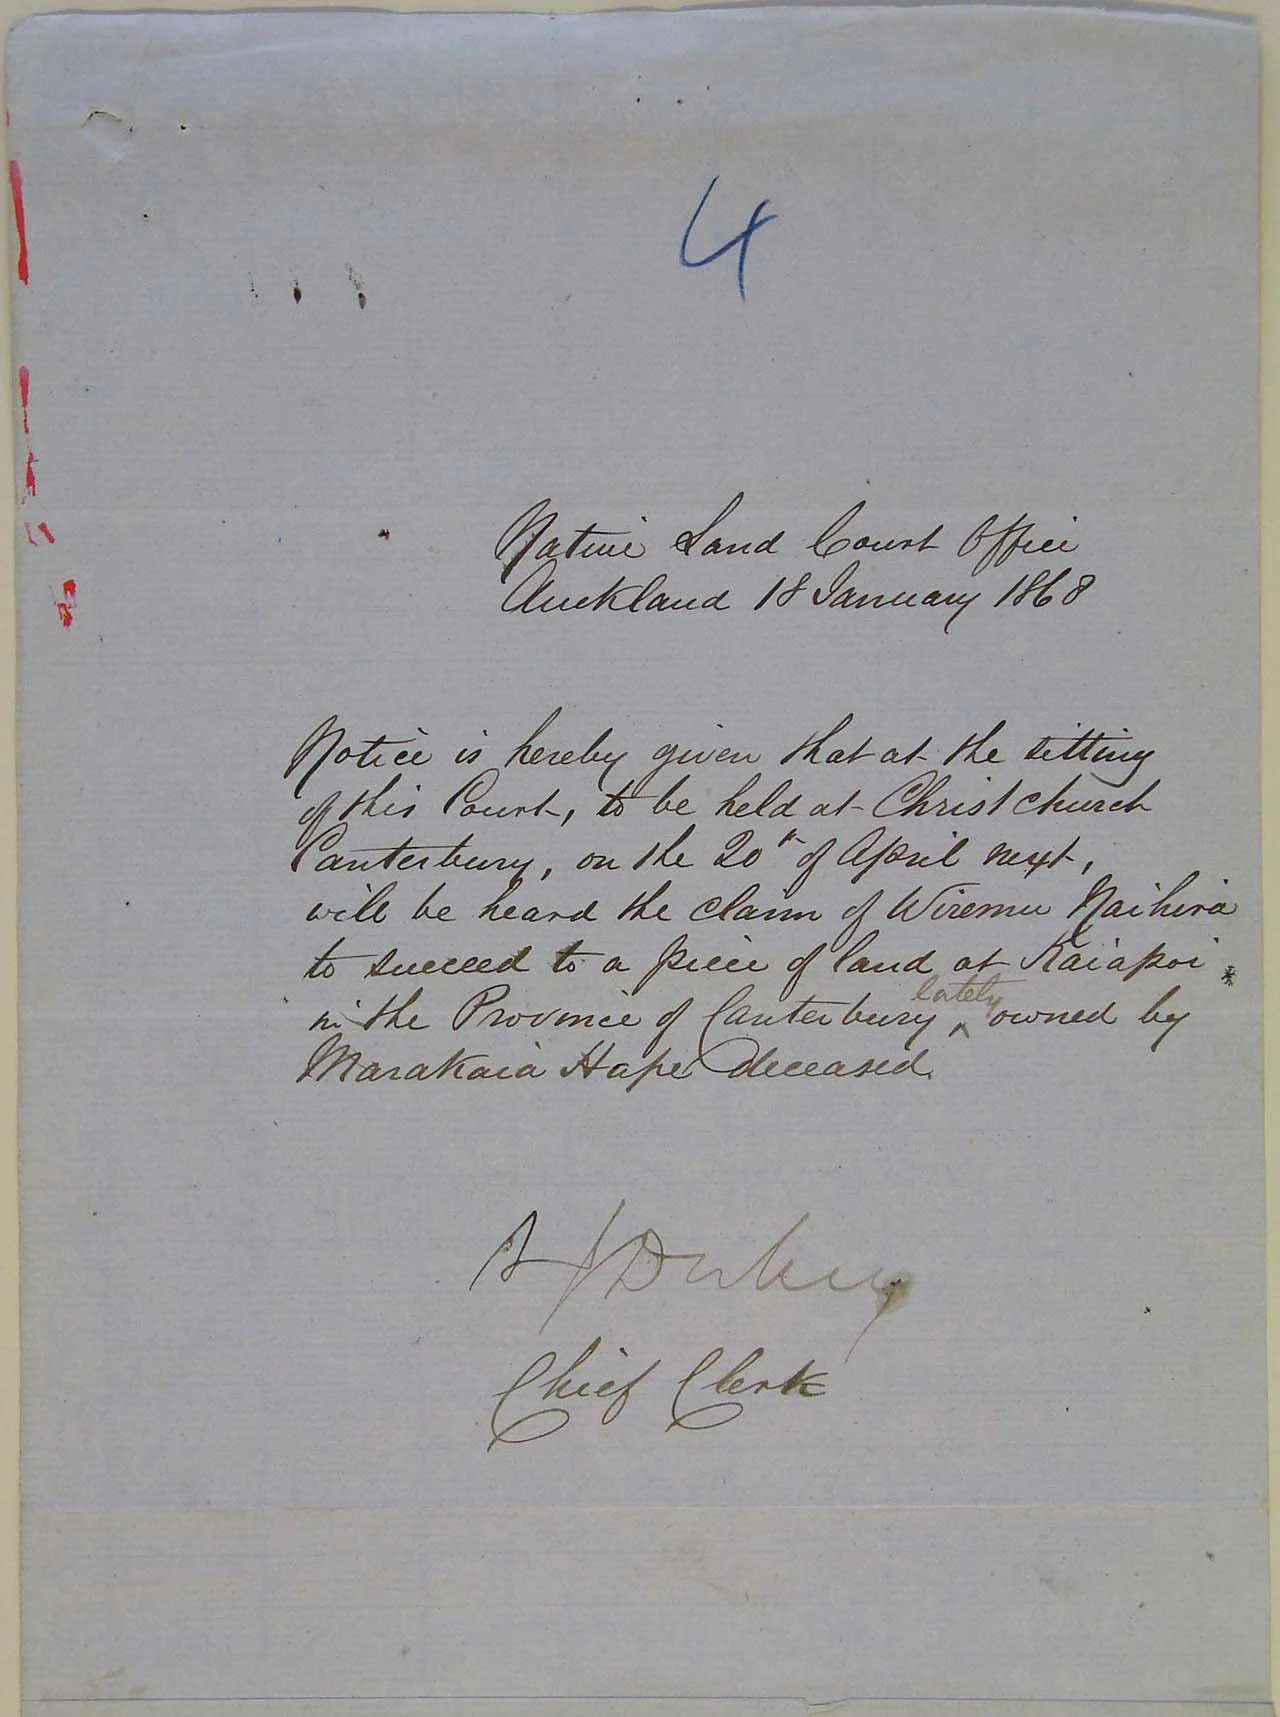 4
Native Land Court Office
Auckland 18 January 1868
Notice is hereby given that at the sitting
of this Court, to be held at Christchurch
Canterbury, on the 20th of April next,
will be heard the claim of Wiremu Naihira
to succeed to a piece of land at Kaiapoi
in the Province of Canterbury, lately owned by
Marakaia Hape deceased.
Chief Clerk